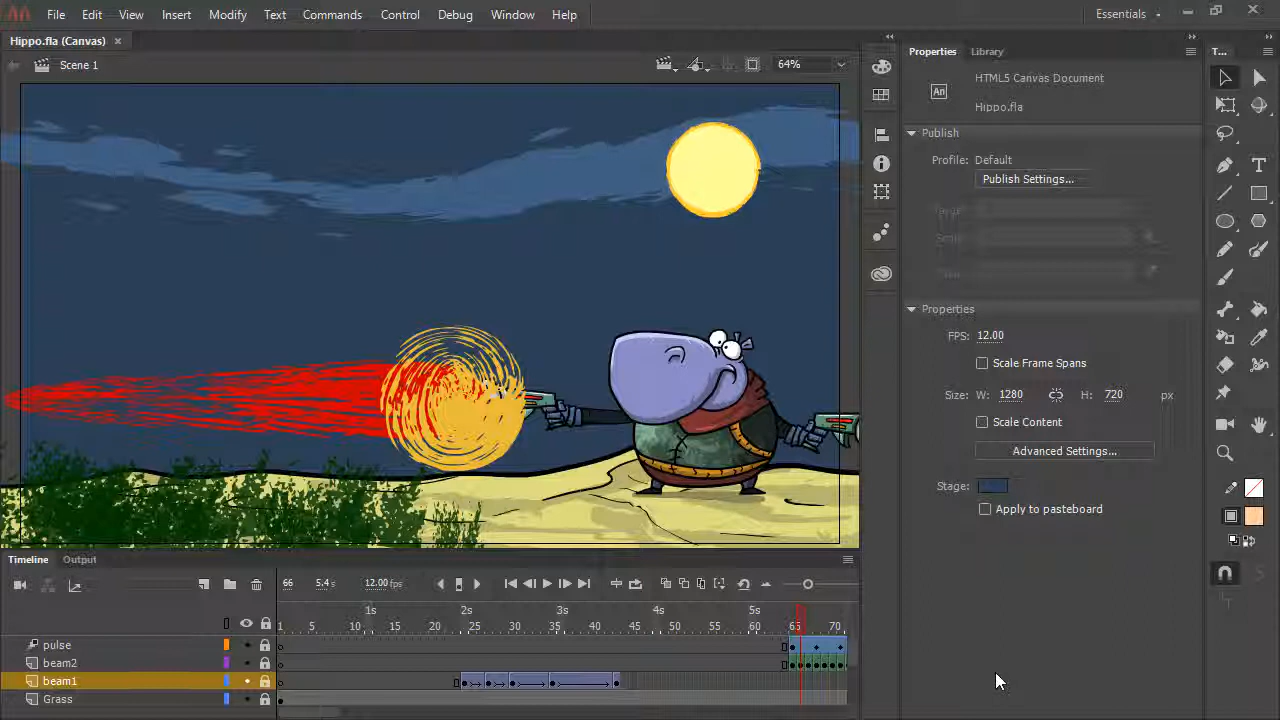 File Edit View Insert Modify Text Commands Control Debug Window Help Essentials
Hippo.fla (Canvas) ×
Scene 1 64%
Properties Library T...
HTML5 Canvas Document
An Hippo.fla
Publish
Profile: Default
Publish Settings...
Properties
FPS: 12.00
Scale Frame Spans
Size: W: 1280 H: 720 px
Scale Content
Advanced Settings...
Stage:
Apply to pasteboard
Timeline Output
66 5.4 s 12.00 fps
1s 2s 3s 4s 5s
1 5 10 15 20 25 30 35 40 45 50 55 60 65 70
pulse
beam2
beam1
Grass